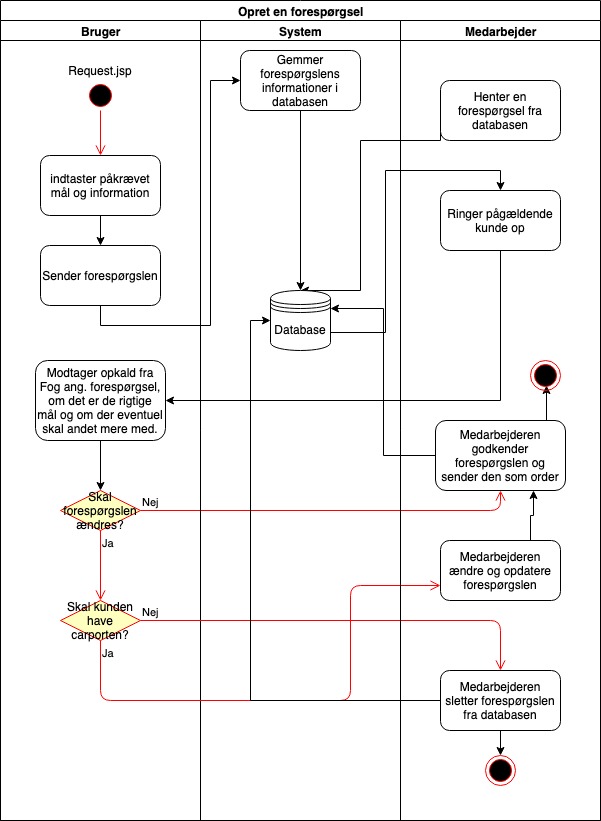 Opret en forespørgsel
Bruger
System
Medarbejder
Request.jsp
indtaster påkrævet
mål og information
Sender forespørgslen
Gemmer
forespørgslens
informationer i
databasen
Henter en
forespørgsel fra
databasen
Ringer pågældende
kunde op
Database
Modtager opkald fra
Fog ang. forespørgsel,
om det er de rigtige
mål og om der eventuel
skal andet mere med.
Medarbejderen
godkender
forespørgslen og
sender den som order
Skal
forespørgslen
ændres?
Nej
Ja
Medarbejderen
ændre og opdatere
forespørgslen
Skal kunden
have
carporten?
Nej
Ja
Medarbejderen
sletter forespørgslen
fra databasen